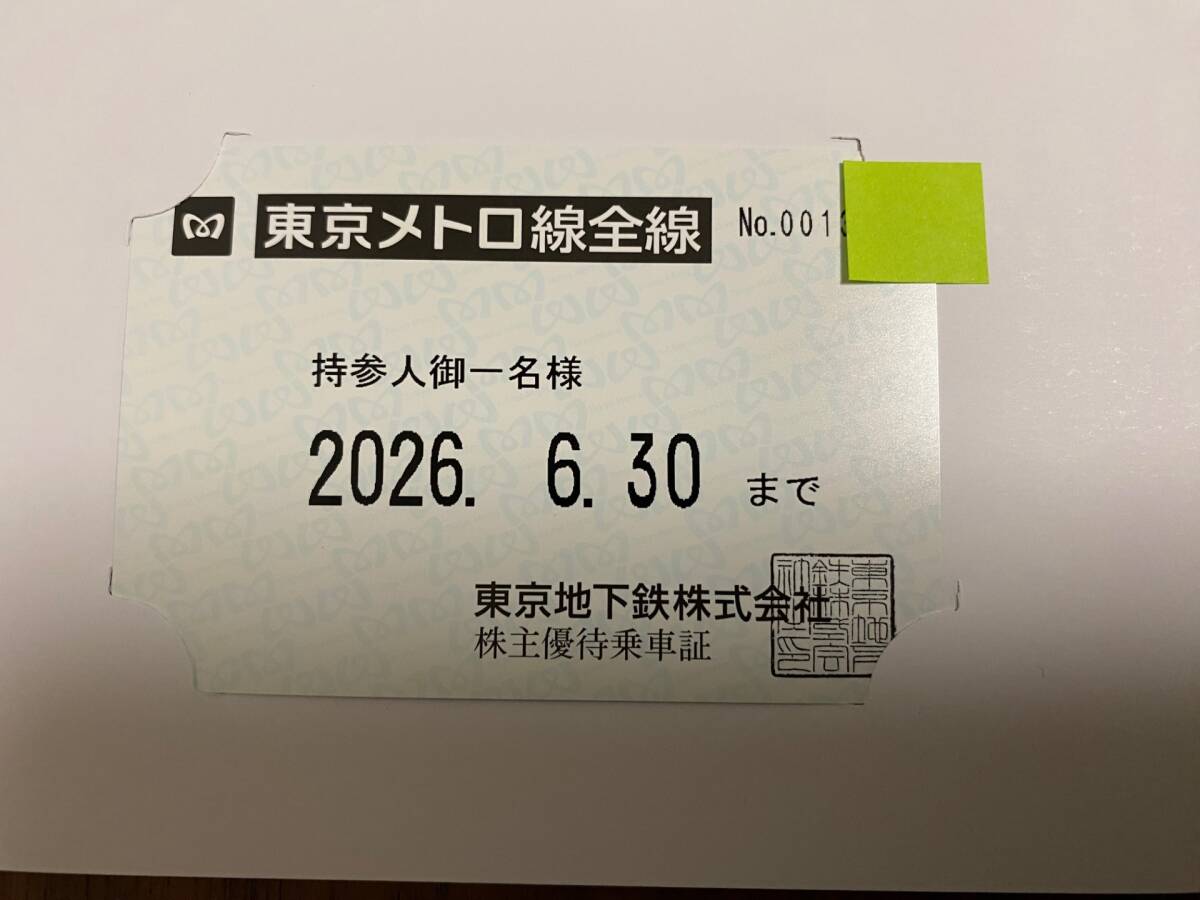 東京メトロ線全線 No.001
持参人御一名様
2026. 6. 30 まで
東京地下鉄株式会社
株主優待乗車証